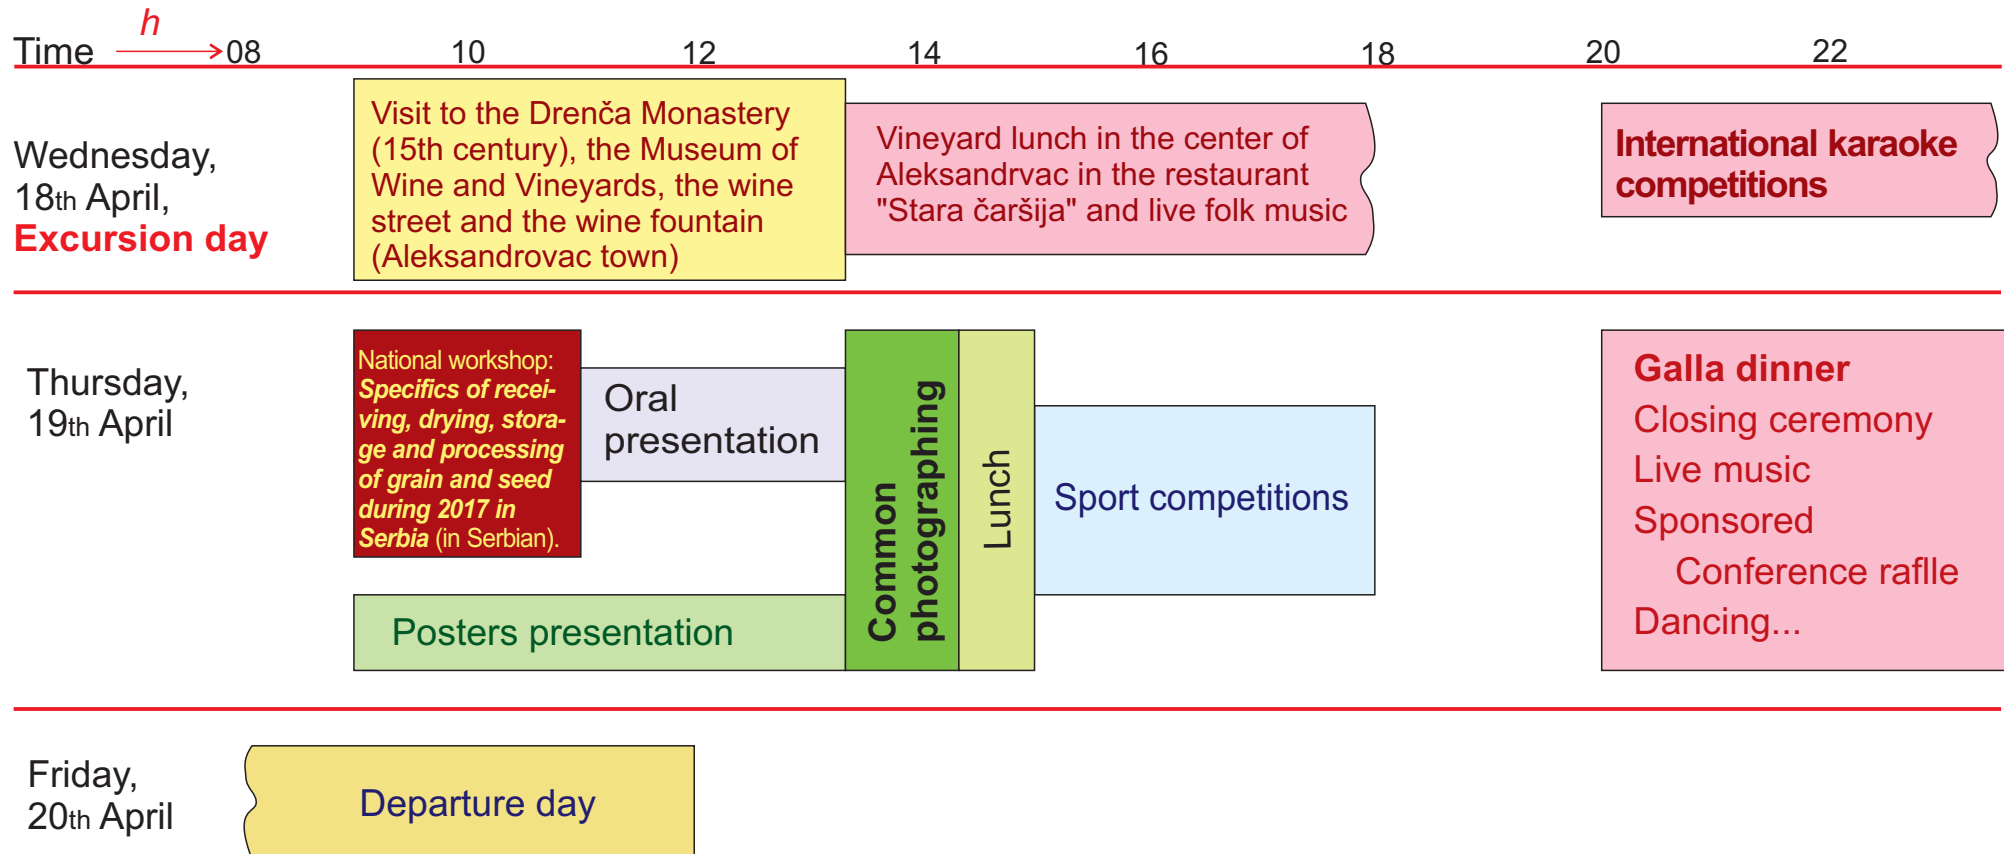 h
Time 08 10 12 14 16 18 20 22
Wednesday,
18th April,
Excursion day
Visit to the Drenča Monastery
(15th century), the Museum of
Wine and Vineyards, the wine
street and the wine fountain
(Aleksandrovac town)
Vineyard lunch in the center of
Aleksandrvac in the restaurant
"Stara čaršija" and live folk music
International karaoke
competitions
Thursday,
19th April
National workshop:
Specifics of recei-
ving, drying, stora-
ge and processing
of grain and seed
during 2017 in
Serbia (in Serbian).
Oral
presentation
Posters presentation
Common
photographing
Lunch
Sport competitions
Galla dinner
Closing ceremony
Live music
Sponsored
Conference raflle
Dancing...
Friday,
20th April
Departure day